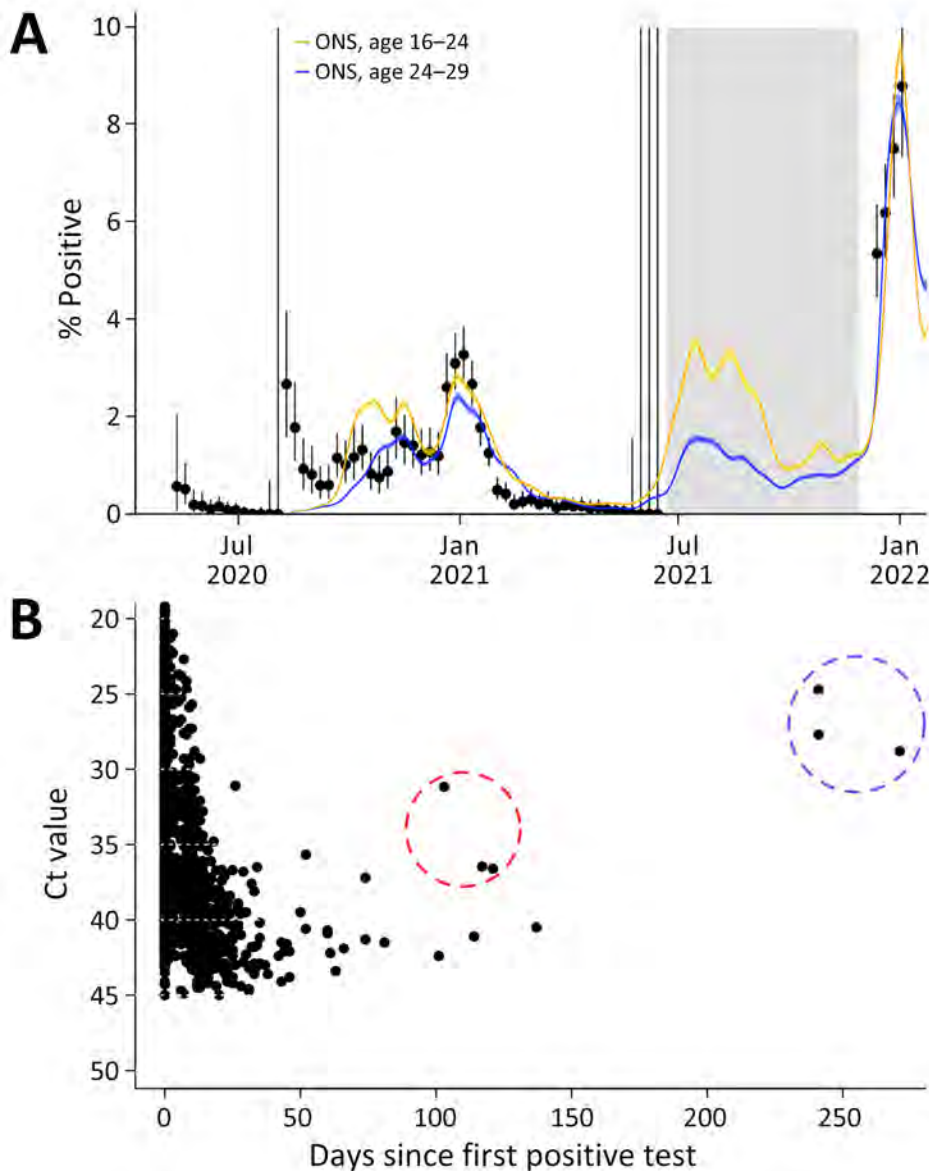 A
ONS, age 16–24
ONS, age 24–29
% Positive
10
8
6
4
2
0
Jul
2020
Jan
2021
Jul
2021
Jan
2022
B
Ct value
20
25
30
35
40
45
50
0
50
100
150
200
250
Days since first positive test